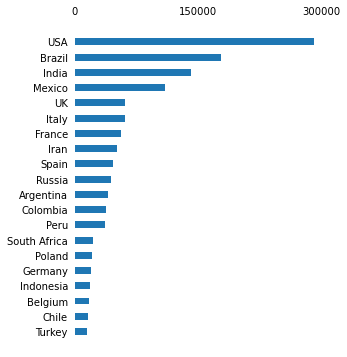 0 150000 300000
USA
Brazil
India
Mexico
UK
Italy
France
Iran
Spain
Russia
Argentina
Colombia
Peru
South Africa
Poland
Germany
Indonesia
Belgium
Chile
Turkey